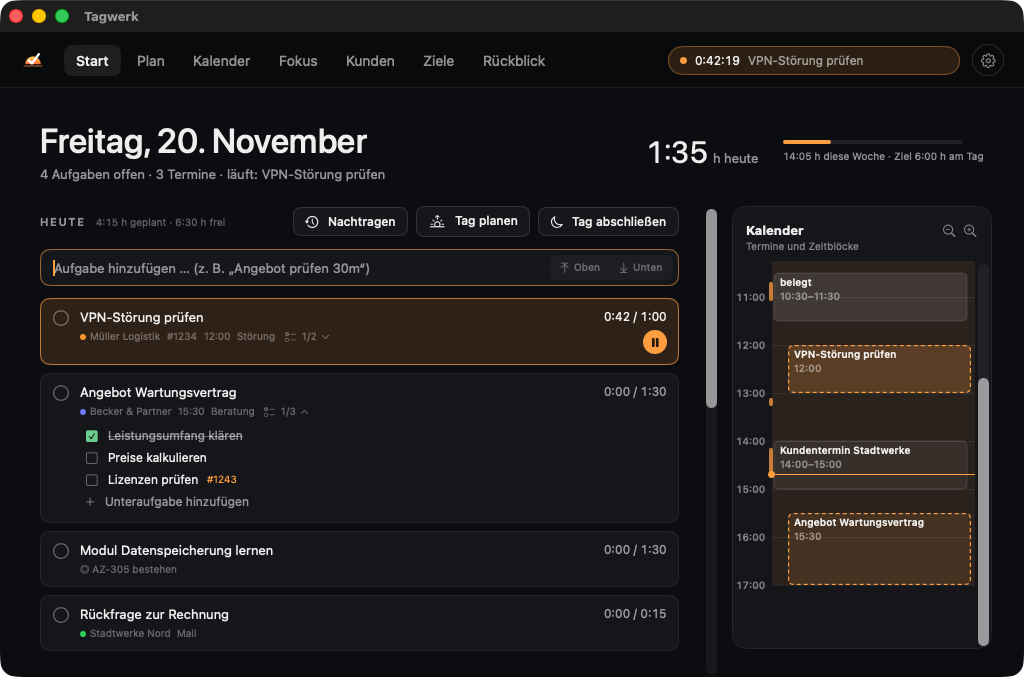 Tagwerk
Start Plan Kalender Fokus Kunden Ziele Rückblick
0:42:19 VPN-Störung prüfen
Freitag, 20. November
4 Aufgaben offen · 3 Termine · läuft: VPN-Störung prüfen
1:35 h heute
14:05 h diese Woche · Ziel 6:00 h am Tag
HEUTE 4:15 h geplant · 6:30 h frei
Nachtragen
Tag planen
Tag abschließen
Aufgabe hinzufügen … (z. B. „Angebot prüfen 30m“)
Oben
Unten
VPN-Störung prüfen 0:42 / 1:00
Müller Logistik #1234 12:00 Störung 1/2
Angebot Wartungsvertrag 0:00 / 1:30
Becker & Partner 15:30 Beratung 1/3
Leistungsumfang klären
Preise kalkulieren
Lizenzen prüfen #1243
+ Unteraufgabe hinzufügen
Modul Datenspeicherung lernen 0:00 / 1:30
AZ-305 bestehen
Rückfrage zur Rechnung 0:00 / 0:15
Stadtwerke Nord Mail
Kalender
Termine und Zeitblöcke
belegt
11:00 10:30–11:30
12:00
VPN-Störung prüfen
12:00
13:00
14:00
Kundentermin Stadtwerke
14:00–15:00
15:00
Angebot Wartungsvertrag
16:00 15:30
17:00